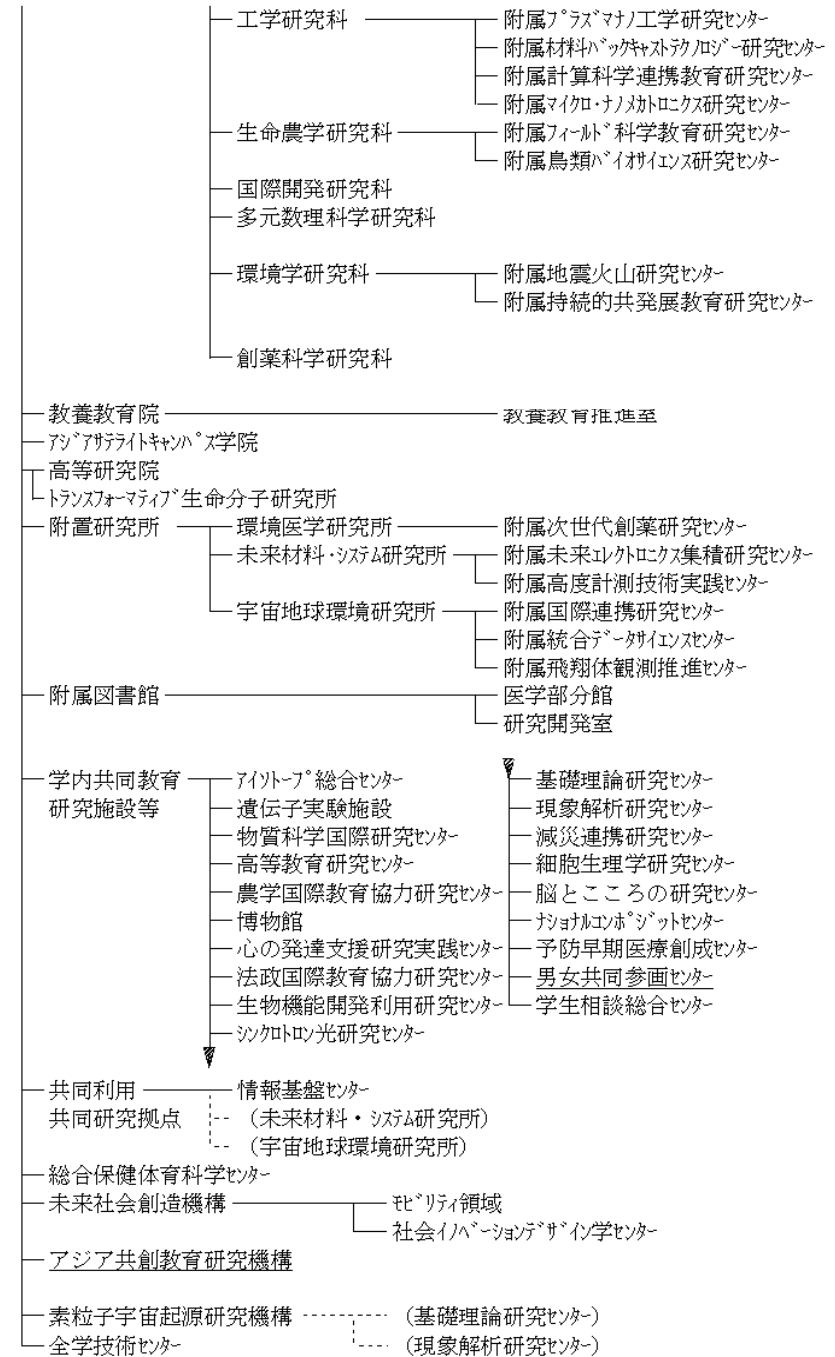 工学研究科 附属ﾌﾟﾗｽﾞﾏﾅﾉ工学研究ｾﾝﾀｰ
附属材料ﾊﾞｯｸｷｬｽﾄﾃｸﾉﾛｼﾞｰ研究ｾﾝﾀｰ
附属計算科学連携教育研究ｾﾝﾀｰ
附属ﾏｲｸﾛ･ﾅﾉﾒｶﾄﾛﾆｸｽ研究ｾﾝﾀｰ
生命農学研究科 附属ﾌｨｰﾙﾄﾞ科学教育研究ｾﾝﾀｰ
附属鳥類ﾊﾞｲｵｻｲｴﾝｽ研究ｾﾝﾀｰ
国際開発研究科
多元数理科学研究科
環境学研究科 附属地震火山研究ｾﾝﾀｰ
附属持続的共発展教育研究ｾﾝﾀｰ
創薬科学研究科
教養教育院 教養教育推進室
ｱｼﾞｱｻﾃﾗｲﾄｷｬﾝﾊﾟｽ学院
高等研究院
ﾄﾗﾝｽﾌｫｰﾏﾃｨﾌﾞ生命分子研究所
附置研究所 環境医学研究所 附属次世代創薬研究ｾﾝﾀｰ
未来材料･ｼｽﾃﾑ研究所 附属未来ｴﾚｸﾄﾛﾆｸｽ集積研究ｾﾝﾀｰ
附属高度計測技術実践ｾﾝﾀｰ
宇宙地球環境研究所 附属国際連携研究ｾﾝﾀｰ
附属統合ﾃﾞｰﾀｻｲｴﾝｽｾﾝﾀｰ
附属飛翔体観測推進ｾﾝﾀｰ
附属図書館 医学部分館
研究開発室
学内共同教育 ｱｲｿﾄｰﾌﾟ総合ｾﾝﾀｰ 基礎理論研究ｾﾝﾀｰ
研究施設等 遺伝子実験施設 現象解析研究ｾﾝﾀｰ
物質科学国際研究ｾﾝﾀｰ 減災連携研究ｾﾝﾀｰ
高等教育研究ｾﾝﾀｰ 細胞生理学研究ｾﾝﾀｰ
農学国際教育協力研究ｾﾝﾀｰ 脳とこころの研究ｾﾝﾀｰ
博物館 ﾅｼｮﾅﾙｺﾝﾎﾟｼﾞｯﾄｾﾝﾀｰ
心の発達支援研究実践ｾﾝﾀｰ 予防早期医療創成ｾﾝﾀｰ
法政国際教育協力研究ｾﾝﾀｰ 男女共同参画ｾﾝﾀｰ
生物機能開発利用研究ｾﾝﾀｰ 学生相談総合ｾﾝﾀｰ
ｼﾝｸﾛﾄﾛﾝ光研究ｾﾝﾀｰ
共同利用 情報基盤ｾﾝﾀｰ
共同研究拠点 （未来材料・ｼｽﾃﾑ研究所）
（宇宙地球環境研究所）
総合保健体育科学ｾﾝﾀｰ
未来社会創造機構 ﾓﾋﾞﾘﾃｨ領域
社会ｲﾉﾍﾞｰｼｮﾝﾃﾞｻﾞｲﾝ学ｾﾝﾀｰ
アジア共創教育研究機構
素粒子宇宙起源研究機構 （基礎理論研究ｾﾝﾀｰ）
全学技術ｾﾝﾀｰ （現象解析研究ｾﾝﾀｰ）